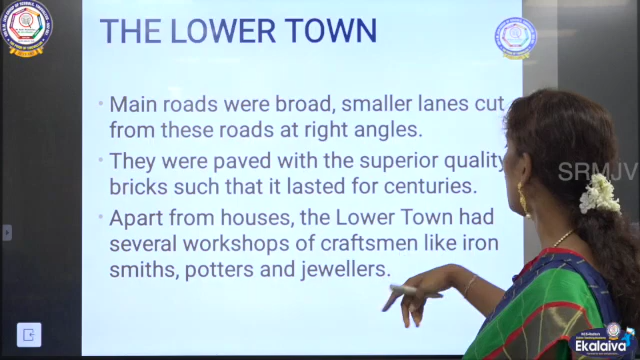 THE LOWER TOWN
• Main roads were broad, smaller lanes cut
from these roads at right angles.
• They were paved with the superior quality
bricks such that it lasted for centuries.
• Apart from houses, the Lower Town had
several workshops of craftsmen like iron
smiths, potters and jewellers.
SRMJV
Ekalaiva